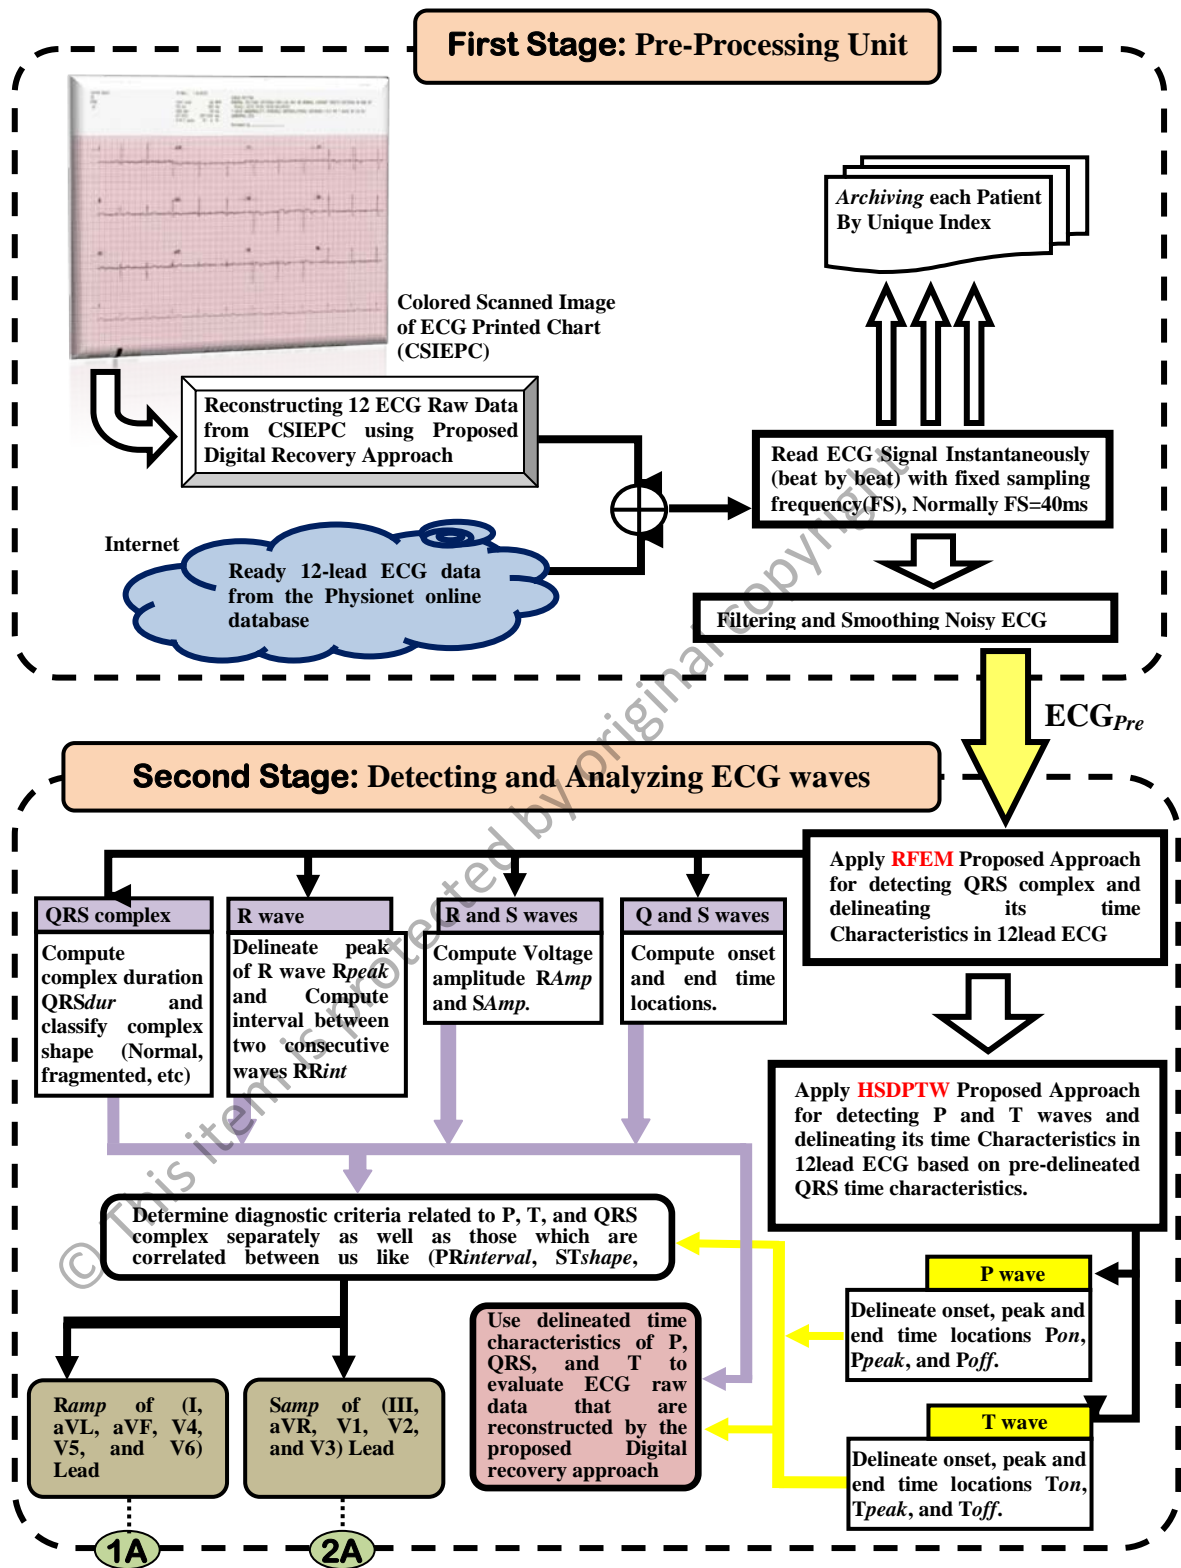 First Stage: Pre-Processing Unit
Archiving each Patient
By Unique Index
Colored Scanned Image
of ECG Printed Chart
(CSIEPC)
Reconstructing 12 ECG Raw Data
from CSIEPC using Proposed
Digital Recovery Approach
Read ECG Signal Instantaneously
(beat by beat) with fixed sampling
frequency(FS), Normally FS=40ms
Internet
Ready 12-lead ECG data
from the Physionet online
database
Filtering and Smoothing Noisy ECG
ECGPre
Second Stage: Detecting and Analyzing ECG waves
Apply RFEM Proposed Approach
for detecting QRS complex and
delineating its time
Characteristics in 12lead ECG
QRS complex
Compute
complex duration
QRSdur and
classify complex
shape (Normal,
fragmented, etc)
R wave
Delineate peak
of R wave Rpeak
and Compute
interval between
two consecutive
waves RRint
R and S waves
Compute Voltage
amplitude RAmp
and SAmp.
Q and S waves
Compute onset
and end time
locations.
Apply HSDPTW Proposed Approach
for detecting P and T waves and
delineating its time Characteristics in
12lead ECG based on pre-delineated
QRS time characteristics.
Determine diagnostic criteria related to P, T, and QRS
complex separately as well as those which are
correlated between us like (PRinterval, STshape,
P wave
Delineate onset, peak and
end time locations Pon,
Ppeak, and Poff.
Use delineated time
characteristics of P,
QRS, and T to
evaluate ECG raw
data that are
reconstructed by the
proposed Digital
recovery approach
Ramp of (I,
aVL, aVF, V4,
V5, and V6)
Lead
Samp of (III,
aVR, V1, V2,
and V3) Lead
T wave
Delineate onset, peak and
end time locations Ton,
Tpeak, and Toff.
1A
2A
© This item is protected by original copyright